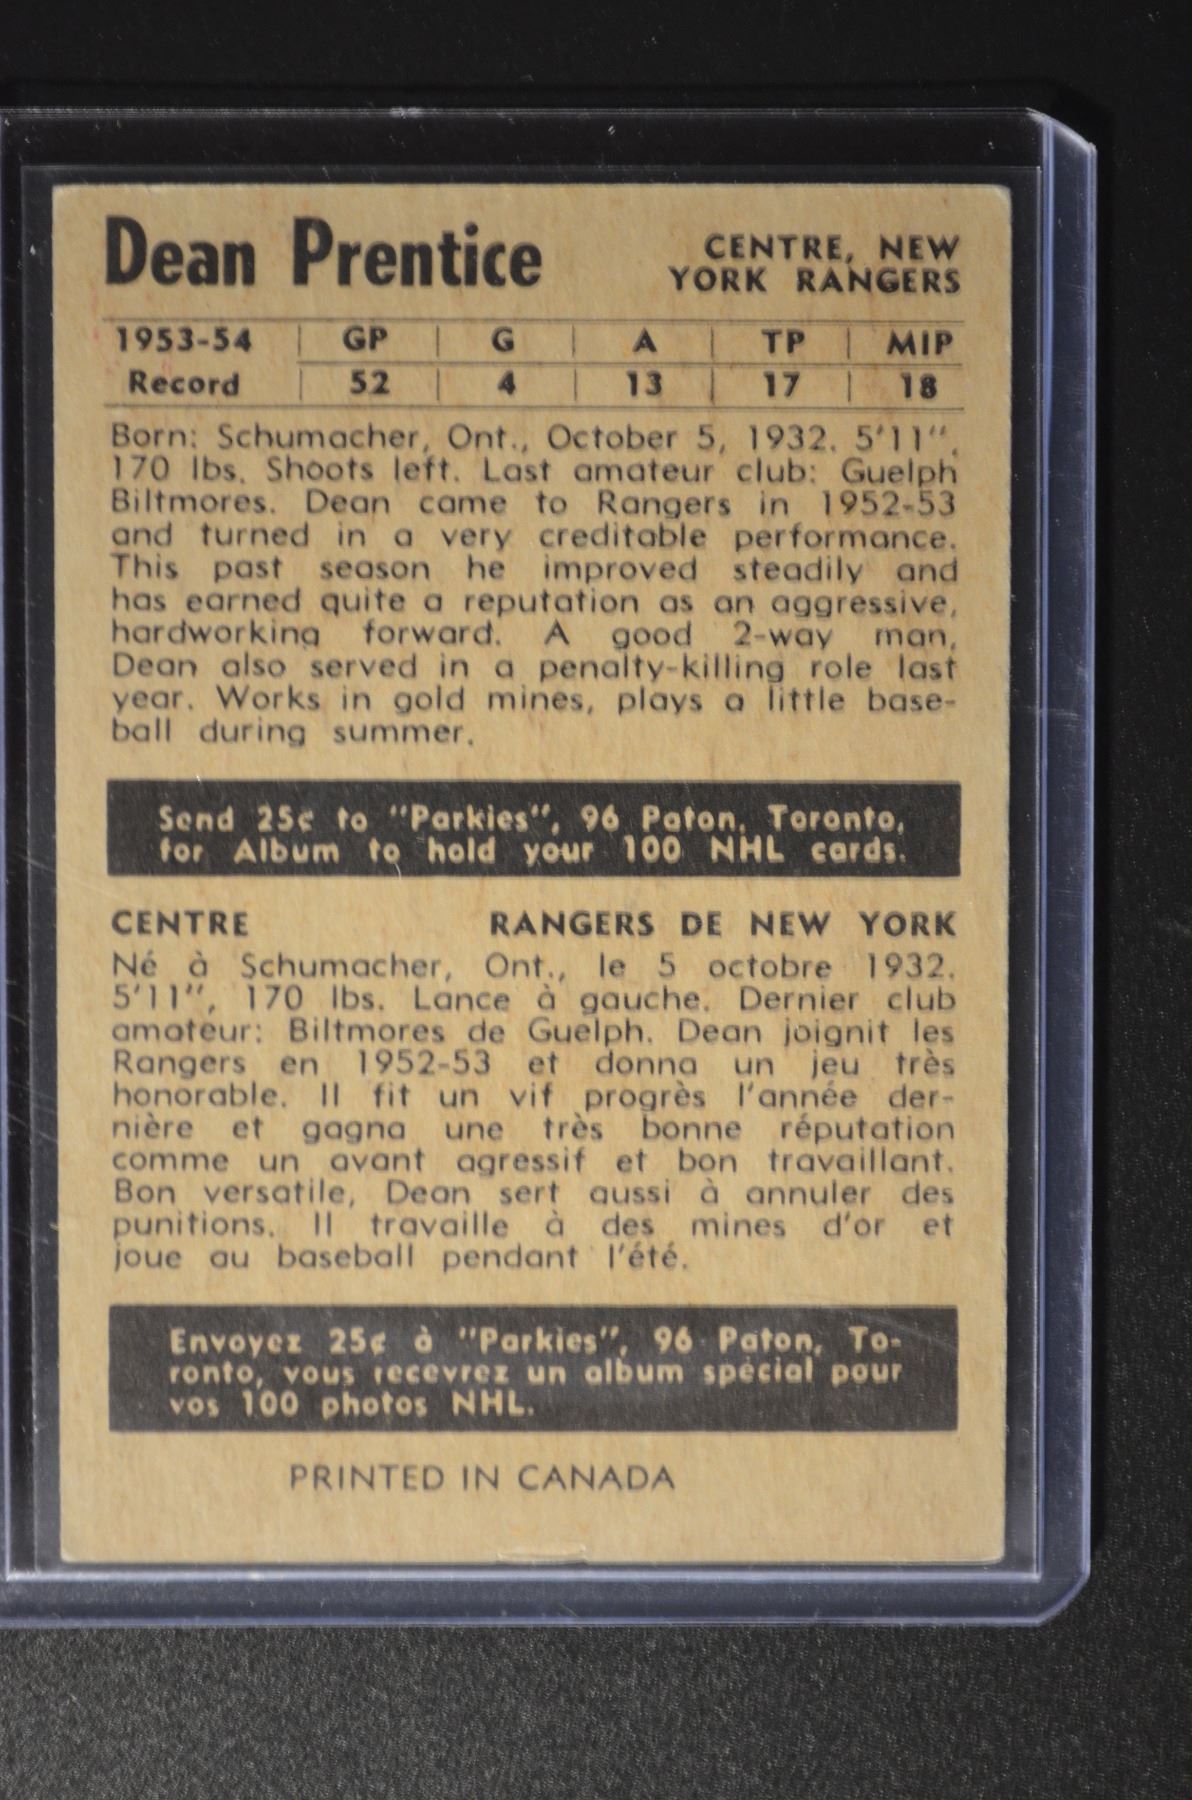 Dean Prentice
CENTRE, NEW
YORK RANGERS
1953-54 | GP | G | A | TP | MIP
Record | 52 | 4 | 13 | 17 | 18
Born: Schumacher, Ont., October 5, 1932. 5'11",
170 lbs. Shoots left. Last amateur club: Guelph
Biltmores. Dean came to Rangers in 1952-53
and turned in a very creditable performance.
This past season he improved steadily and
has earned quite a reputation as an aggressive,
hardworking forward. A good 2-way man,
Dean also served in a penalty-killing role last
year. Works in gold mines, plays a little base-
ball during summer.
Send 25¢ to "Parkies", 96 Paton, Toronto,
for Album to hold your 100 NHL cards.
CENTRE RANGERS DE NEW YORK
Né à Schumacher, Ont., le 5 octobre 1932.
5'11", 170 lbs. Lance à gauche. Dernier club
amateur: Biltmores de Guelph. Dean joignit les
Rangers en 1952-53 et donna un jeu très
honorable. Il fit un vif progrès l'année der-
nière et gagna une très bonne réputation
comme un avant agressif et bon travaillant.
Bon versatile, Dean sert aussi à annuler des
punitions. Il travaille à des mines d'or et
joue au baseball pendant l'été.
Envoyez 25¢ à "Parkies", 96 Paton, To-
ronto, vous recevrez un album spécial pour
vos 100 photos NHL.
PRINTED IN CANADA